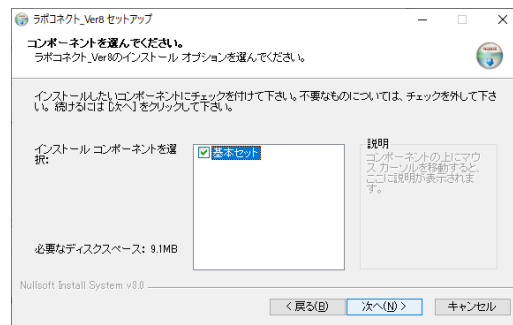 ラボコネクト_Ver8 セットアップ
コンポーネントを選んでください。
ラボコネクト_Ver8のインストール オプションを選んでください。
インストールしたいコンポーネントにチェックを付けて下さい。不要なものについては、チェックを外して下さ
い。続けるには [次へ] をクリックして下さい。
インストール コンポーネントを選
択:
基本セット
説明
コンポーネントの上にマウ
ス カーソルを移動すると、
ここに説明が表示されま
す。
必要なディスクスペース: 9.1MB
Nullsoft Install System v3.0
< 戻る(B)
次へ(N) >
キャンセル